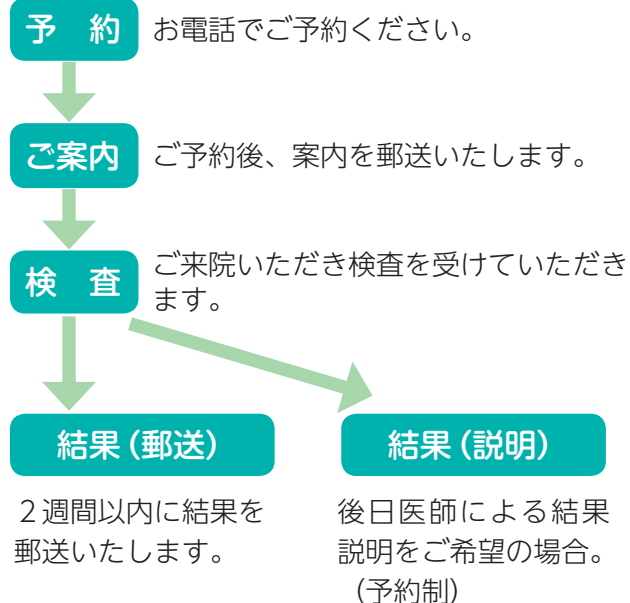 予　約
お電話でご予約ください。
ご案内
ご予約後、案内を郵送いたします。
検　査
ご来院いただき検査を受けていただき
ます。
結果（郵送）
結果（説明）
２週間以内に結果を
郵送いたします。
後日医師による結果
説明をご希望の場合。
（予約制）